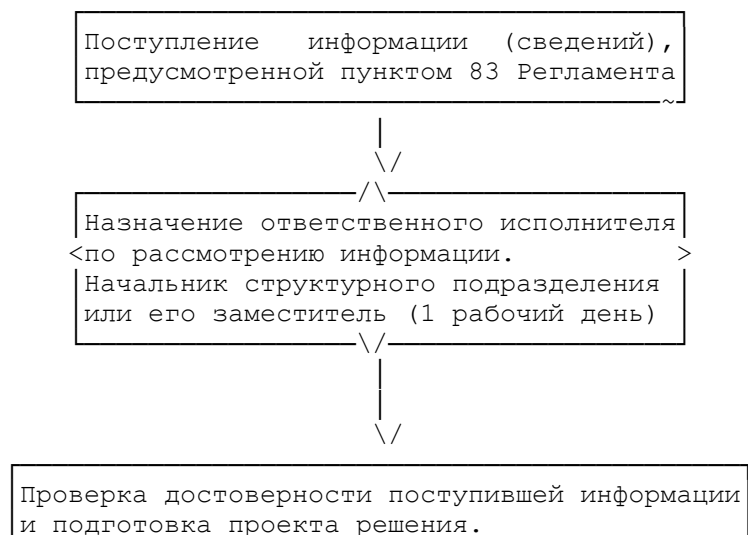 Поступление информации (сведений),
предусмотренной пунктом 83 Регламента
Назначение ответственного исполнителя
по рассмотрению информации.
Начальник структурного подразделения
или его заместитель (1 рабочий день)
Проверка достоверности поступившей информации
и подготовка проекта решения.